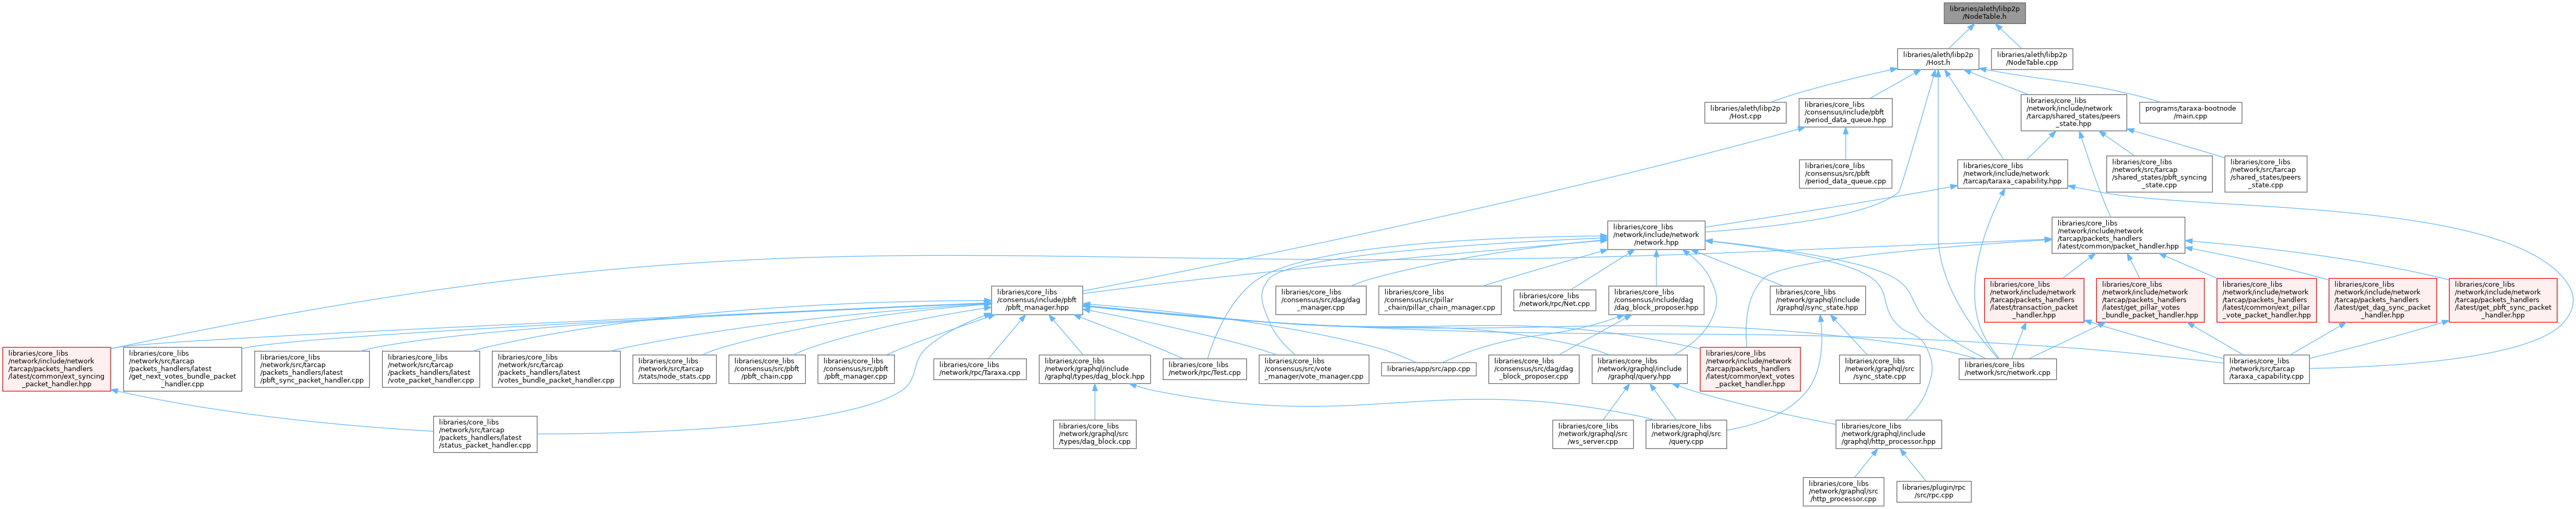 libraries/aleth/libp2p
/NodeTable.h
libraries/aleth/libp2p
/Host.h
libraries/aleth/libp2p
/NodeTable.cpp
libraries/aleth/libp2p
/Host.cpp
libraries/core_libs
/consensus/include/pbft
/period_data_queue.hpp
libraries/core_libs
/network/include/network
/tarcap/shared_states/peers
_state.hpp
programs/taraxa-bootnode
/main.cpp
libraries/core_libs
/consensus/src/pbft
/period_data_queue.cpp
libraries/core_libs
/network/include/network
/tarcap/taraxa_capability.hpp
libraries/core_libs
/network/src/tarcap
/shared_states/pbft_syncing
_state.cpp
libraries/core_libs
/network/src/tarcap
/shared_states/peers
_state.cpp
libraries/core_libs
/network/include/network
/network.hpp
libraries/core_libs
/network/include/network
/tarcap/packets_handlers
/latest/common/packet_handler.hpp
libraries/core_libs
/consensus/include/pbft
/pbft_manager.hpp
libraries/core_libs
/consensus/src/dag/dag
_manager.cpp
libraries/core_libs
/consensus/src/pillar
_chain/pillar_chain_manager.cpp
libraries/core_libs
/network/rpc/Net.cpp
libraries/core_libs
/consensus/include/dag
/dag_block_proposer.hpp
libraries/core_libs
/network/graphql/include
/graphql/sync_state.hpp
libraries/core_libs
/network/include/network
/tarcap/packets_handlers
/latest/transaction_packet
_handler.hpp
libraries/core_libs
/network/include/network
/tarcap/packets_handlers
/latest/get_pillar_votes
_bundle_packet_handler.hpp
libraries/core_libs
/network/include/network
/tarcap/packets_handlers
/latest/common/ext_pillar
_vote_packet_handler.hpp
libraries/core_libs
/network/include/network
/tarcap/packets_handlers
/latest/get_dag_sync_packet
_handler.hpp
libraries/core_libs
/network/include/network
/tarcap/packets_handlers
/latest/get_pbft_sync_packet
_handler.hpp
libraries/core_libs
/network/include/network
/tarcap/packets_handlers
/latest/common/ext_syncing
_packet_handler.hpp
libraries/core_libs
/network/src/tarcap
/packets_handlers/latest
/get_next_votes_bundle_packet
_handler.cpp
libraries/core_libs
/network/src/tarcap
/packets_handlers/latest
/pbft_sync_packet_handler.cpp
libraries/core_libs
/network/src/tarcap
/packets_handlers/latest
/vote_packet_handler.cpp
libraries/core_libs
/network/src/tarcap
/packets_handlers/latest
/votes_bundle_packet_handler.cpp
libraries/core_libs
/network/src/tarcap
/stats/node_stats.cpp
libraries/core_libs
/consensus/src/pbft
/pbft_chain.cpp
libraries/core_libs
/consensus/src/pbft
/pbft_manager.cpp
libraries/core_libs
/network/rpc/Taraxa.cpp
libraries/core_libs
/network/graphql/include
/graphql/types/dag_block.hpp
libraries/core_libs
/network/rpc/Test.cpp
libraries/core_libs
/consensus/src/vote
_manager/vote_manager.cpp
libraries/app/src/app.cpp
libraries/core_libs
/consensus/src/dag/dag
_block_proposer.cpp
libraries/core_libs
/network/graphql/include
/graphql/query.hpp
libraries/core_libs
/network/include/network
/tarcap/packets_handlers
/latest/common/ext_votes
_packet_handler.hpp
libraries/core_libs
/network/graphql/src
/sync_state.cpp
libraries/core_libs
/network/src/network.cpp
libraries/core_libs
/network/src/tarcap
/taraxa_capability.cpp
libraries/core_libs
/network/src/tarcap
/packets_handlers/latest
/status_packet_handler.cpp
libraries/core_libs
/network/graphql/src
/types/dag_block.cpp
libraries/core_libs
/network/graphql/src
/ws_server.cpp
libraries/core_libs
/network/graphql/src
/query.cpp
libraries/core_libs
/network/graphql/include
/graphql/http_processor.hpp
libraries/core_libs
/network/graphql/src
/http_processor.cpp
libraries/plugin/rpc
/src/rpc.cpp